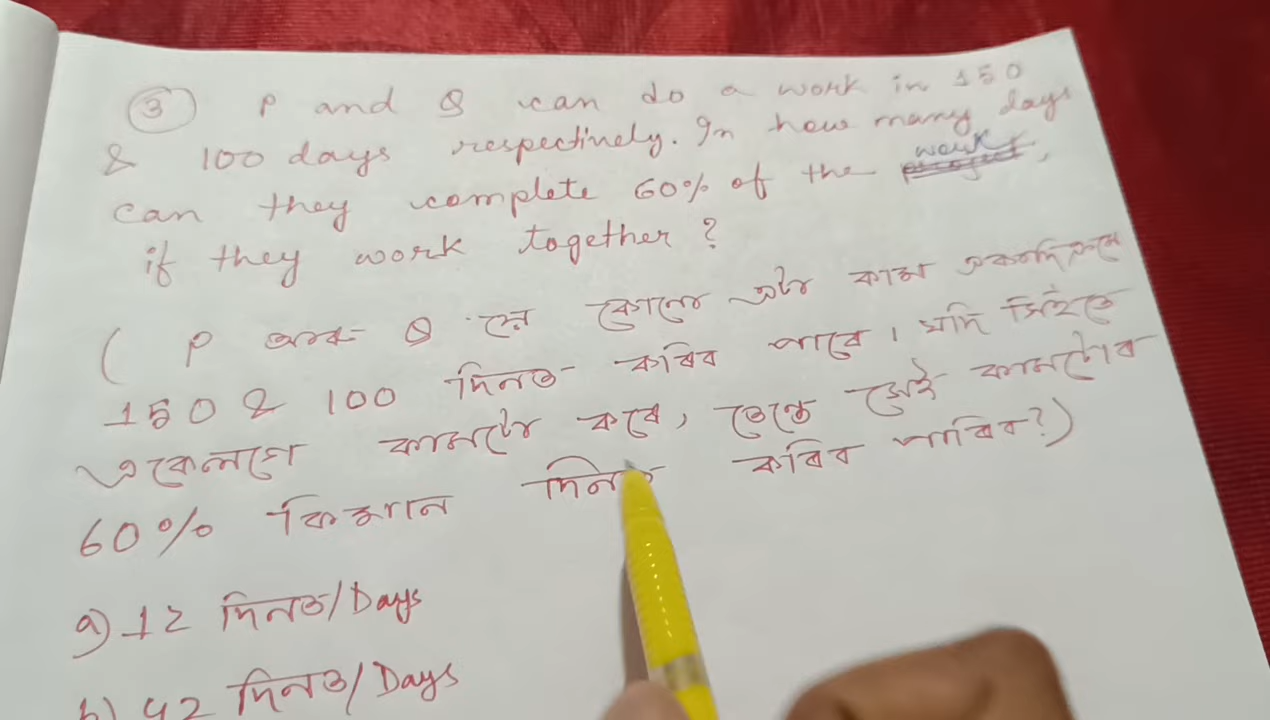 ③ P and Q can do a work in 150
& 100 days respectively. In how many days
can they complete 60% of the work,
if they work together?
( P আৰু Q য়ে কোনো এটা কাম
150 & 100 দিনত কৰিব পাৰে। যদি সিহঁতে
একেলগে কামটো কৰে, তেন্তে সেই কামটোৰ
60% কিমান দিনত কৰিব পাৰিব?)
a) 12 দিনত/Days
b) 42 দিনত/Days